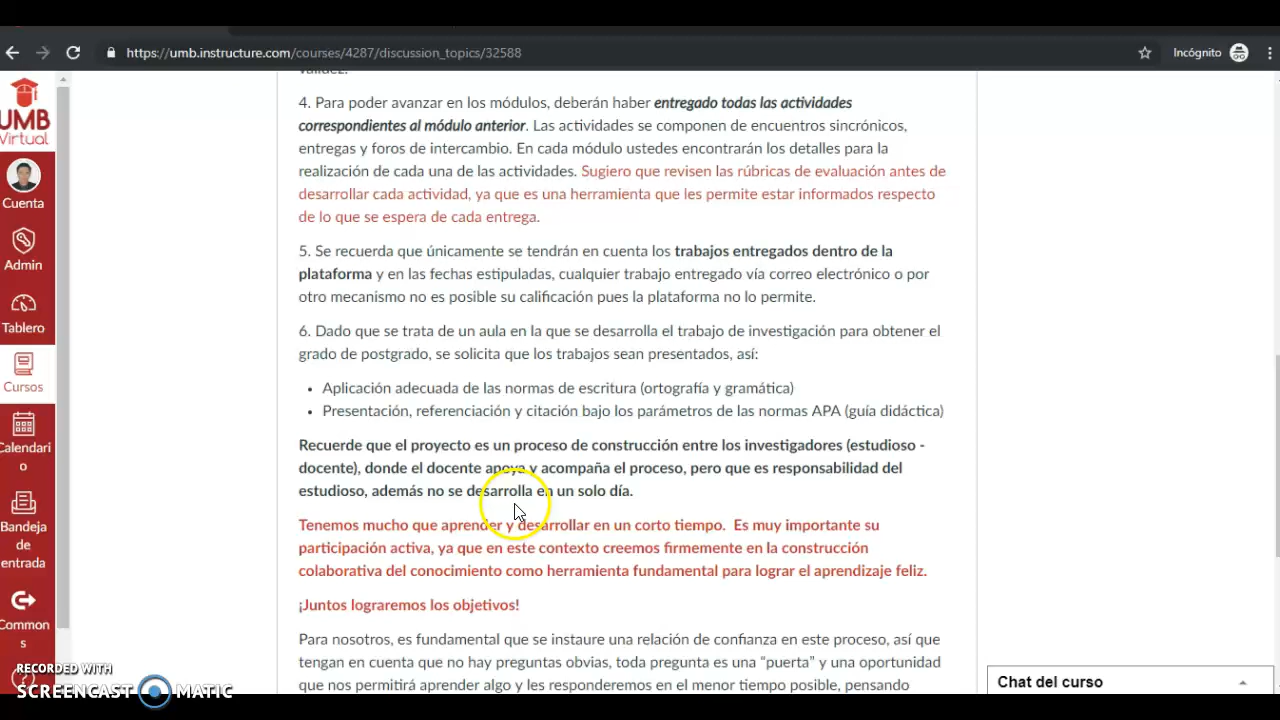 https://umb.instructure.com/courses/4287/discussion_topics/32588
Incógnito
UMB
Virtual
Cuenta
Admin
Tablero
Cursos
Calendari
o
Bandeja
de
entrada
Common
s
validez.
4. Para poder avanzar en los módulos, deberán haber entregado todas las actividades
correspondientes al módulo anterior. Las actividades se componen de encuentros sincrónicos,
entregas y foros de intercambio. En cada módulo ustedes encontrarán los detalles para la
realización de cada una de las actividades. Sugiero que revisen las rúbricas de evaluación antes de
desarrollar cada actividad, ya que es una herramienta que les permite estar informados respecto
de lo que se espera de cada entrega.
5. Se recuerda que únicamente se tendrán en cuenta los trabajos entregados dentro de la
plataforma y en las fechas estipuladas, cualquier trabajo entregado vía correo electrónico o por
otro mecanismo no es posible su calificación pues la plataforma no lo permite.
6. Dado que se trata de un aula en la que se desarrolla el trabajo de investigación para obtener el
grado de postgrado, se solicita que los trabajos sean presentados, así:
• Aplicación adecuada de las normas de escritura (ortografía y gramática)
• Presentación, referenciación y citación bajo los parámetros de las normas APA (guía didáctica)
Recuerde que el proyecto es un proceso de construcción entre los investigadores (estudioso -
docente), donde el docente apoya y acompaña el proceso, pero que es responsabilidad del
estudioso, además no se desarrolla en un solo día.
Tenemos mucho que aprender y desarrollar en un corto tiempo. Es muy importante su
participación activa, ya que en este contexto creemos firmemente en la construcción
colaborativa del conocimiento como herramienta fundamental para lograr el aprendizaje feliz.
¡Juntos lograremos los objetivos!
Para nosotros, es fundamental que se instaure una relación de confianza en este proceso, así que
tengan en cuenta que no hay preguntas obvias, toda pregunta es una “puerta” y una oportunidad
que nos permitirá aprender algo y les responderemos en el menor tiempo posible, pensando
Chat del curso
RECORDED WITH
SCREENCAST MATIC